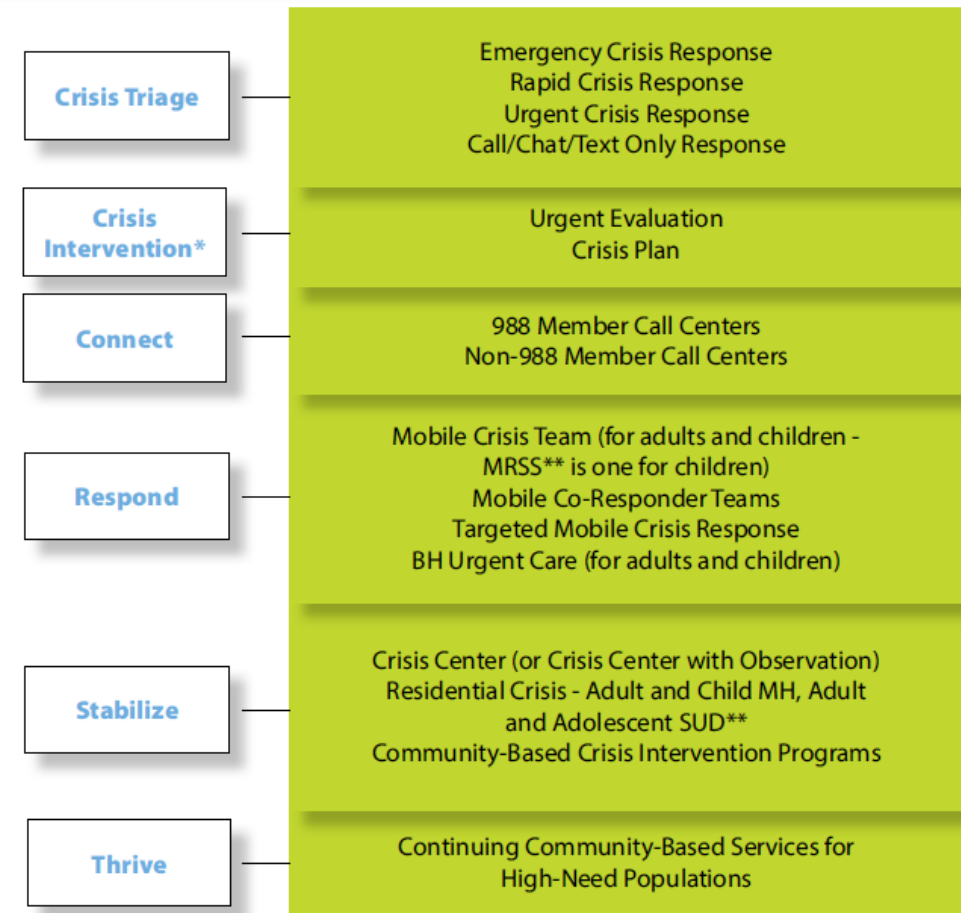 Crisis Triage
Emergency Crisis Response
Rapid Crisis Response
Urgent Crisis Response
Call/Chat/Text Only Response
Crisis
Intervention*
Urgent Evaluation
Crisis Plan
Connect
988 Member Call Centers
Non-988 Member Call Centers
Respond
Mobile Crisis Team (for adults and children -
MRSS** is one for children)
Mobile Co-Responder Teams
Targeted Mobile Crisis Response
BH Urgent Care (for adults and children)
Stabilize
Crisis Center (or Crisis Center with Observation)
Residential Crisis - Adult and Child MH, Adult
and Adolescent SUD**
Community-Based Crisis Intervention Programs
Thrive
Continuing Community-Based Services for
High-Need Populations